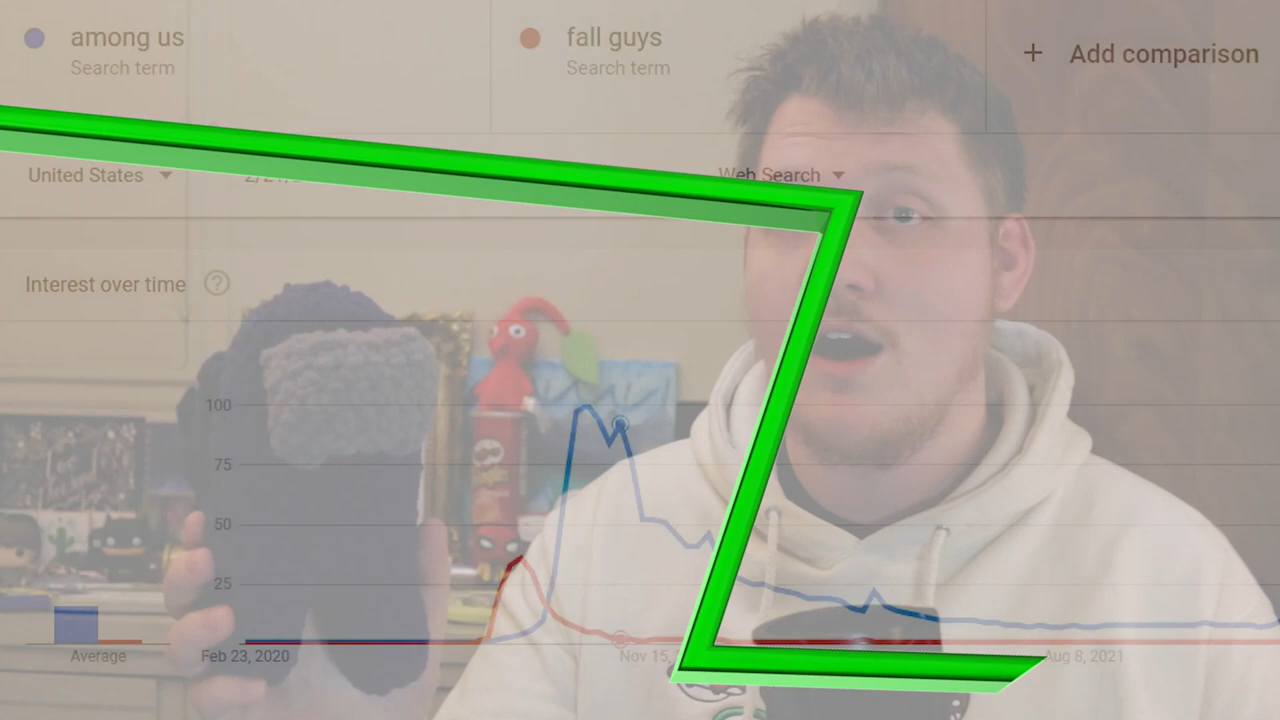 among us
Search term
fall guys
Search term
+ Add comparison
United States
Web Search
Interest over time
?
100
75
50
25
Average
Feb 23, 2020
Nov 15,
Aug 8, 2021